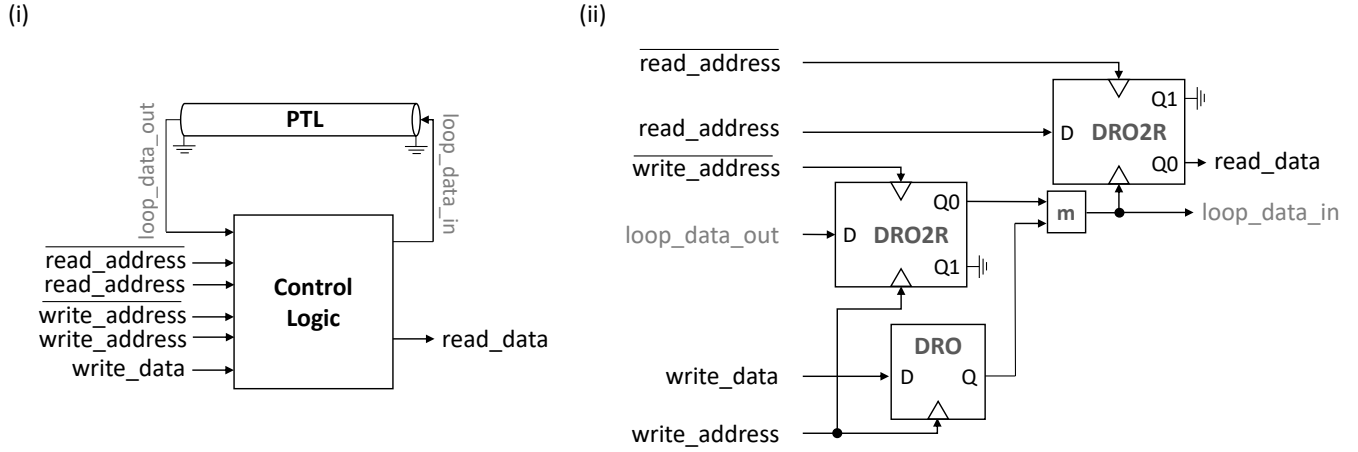 (i)
PTL
loop_data_out
loop_data_in
read_address
read_address
write_address
write_address
write_data
Control
Logic
read_data
(ii)
read_address
read_address
write_address
loop_data_out
write_data
write_address
Q1
D
DRO2R
Q0
read_data
Q0
D
DRO2R
Q1
m
loop_data_in
DRO
D
Q